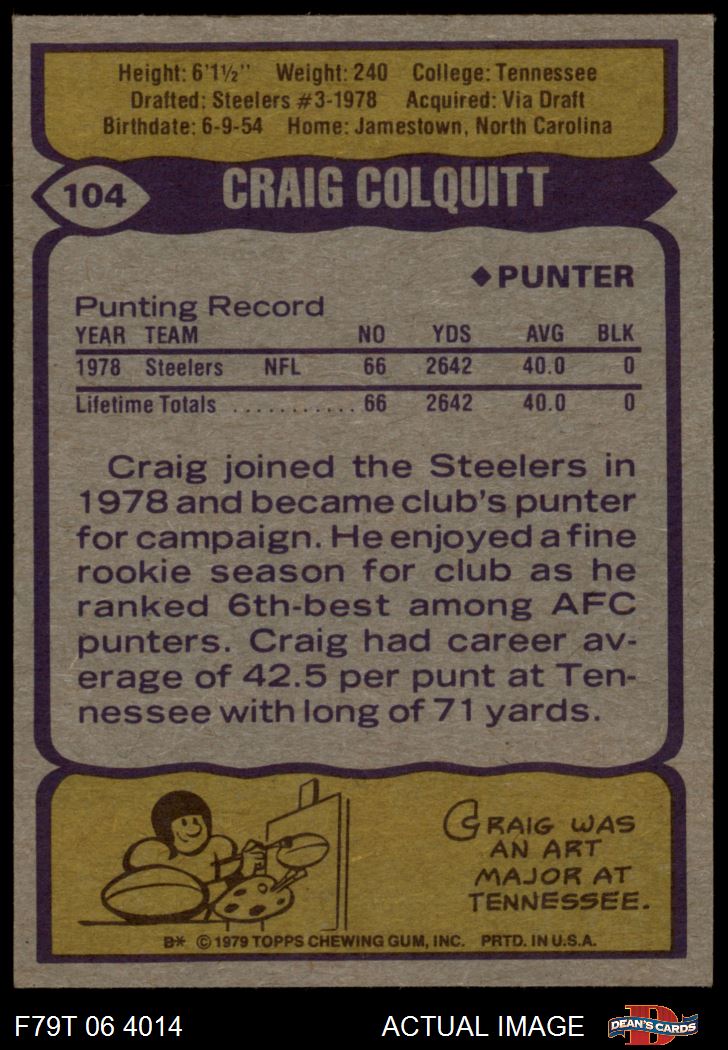 Height: 6'1½" Weight: 240 College: Tennessee
Drafted: Steelers #3-1978 Acquired: Via Draft
Birthdate: 6-9-54 Home: Jamestown, North Carolina
104 CRAIG COLQUITT
◆PUNTER
Punting Record
YEAR TEAM NO YDS AVG BLK
1978 Steelers NFL 66 2642 40.0 0
Lifetime Totals ........... 66 2642 40.0 0
Craig joined the Steelers in
1978 and became club's punter
for campaign. He enjoyed a fine
rookie season for club as he
ranked 6th-best among AFC
punters. Craig had career av-
erage of 42.5 per punt at Ten-
nessee with long of 71 yards.
CRAIG WAS
AN ART
MAJOR AT
TENNESSEE.
B* © 1979 TOPPS CHEWING GUM, INC. PRTD. IN U.S.A.
F79T 06 4014 ACTUAL IMAGE D DEAN'S CARDS